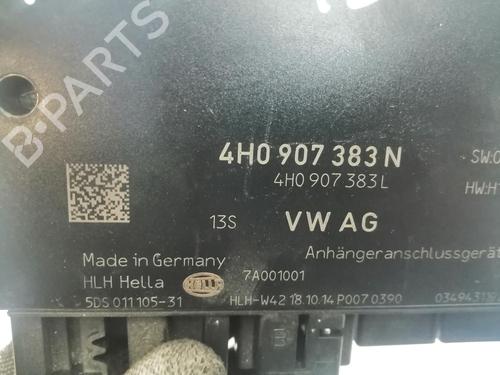 B-PARTS
4H0 907 383 N
4H0 907 383 L
SW:0
HW:H
13S VW AG
Made in Germany
Anhängeranschlussgerät
HLH Hella HELLA 7A001001
5DS 011 105-31 HLH-W42 18.10.14 P007 0390